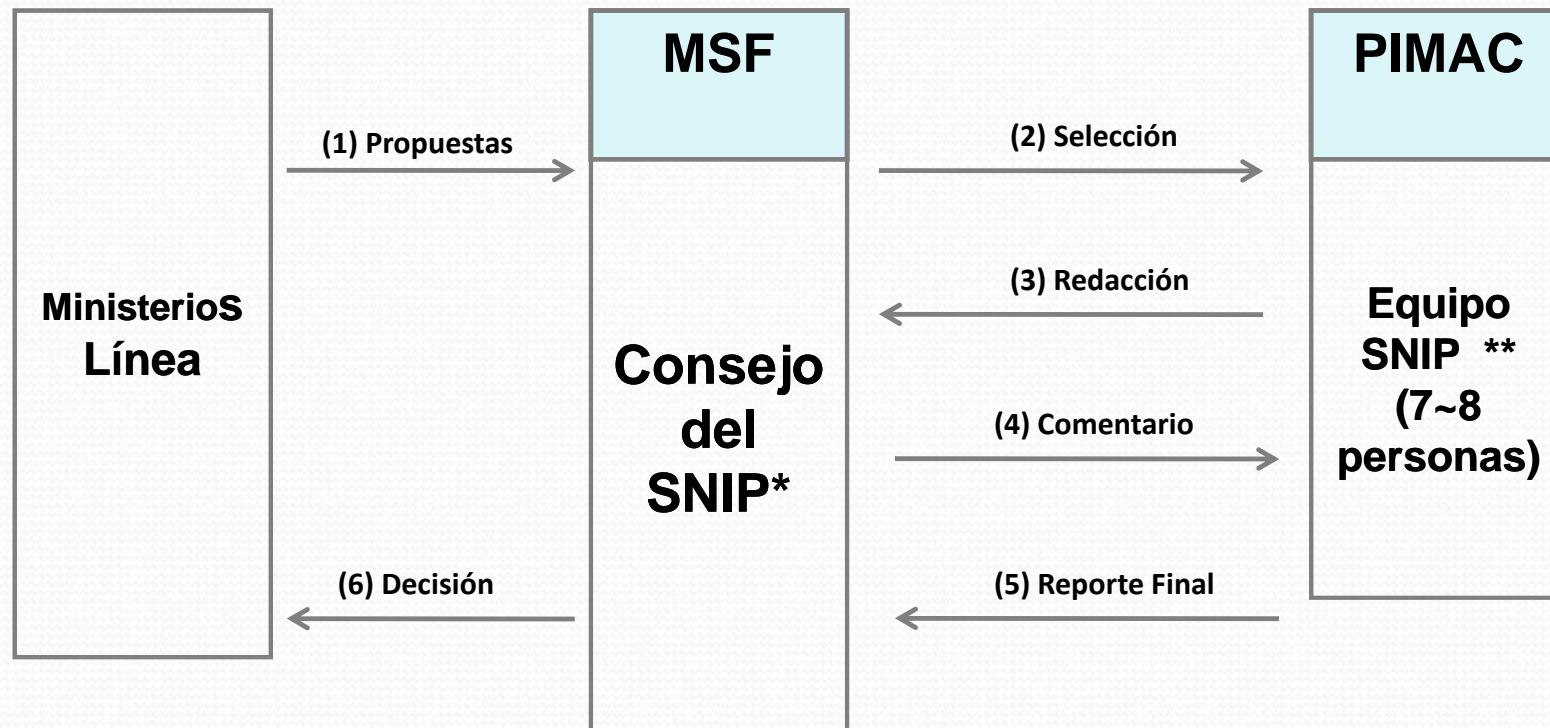 MSF
PIMAC
(1) Propuestas
(2) Selección
(3) Redacción
Ministerios
Línea
Consejo
del
SNIP*
Equipo
SNIP **
(7~8
personas)
(4) Comentario
(6) Decisión
(5) Reporte Final